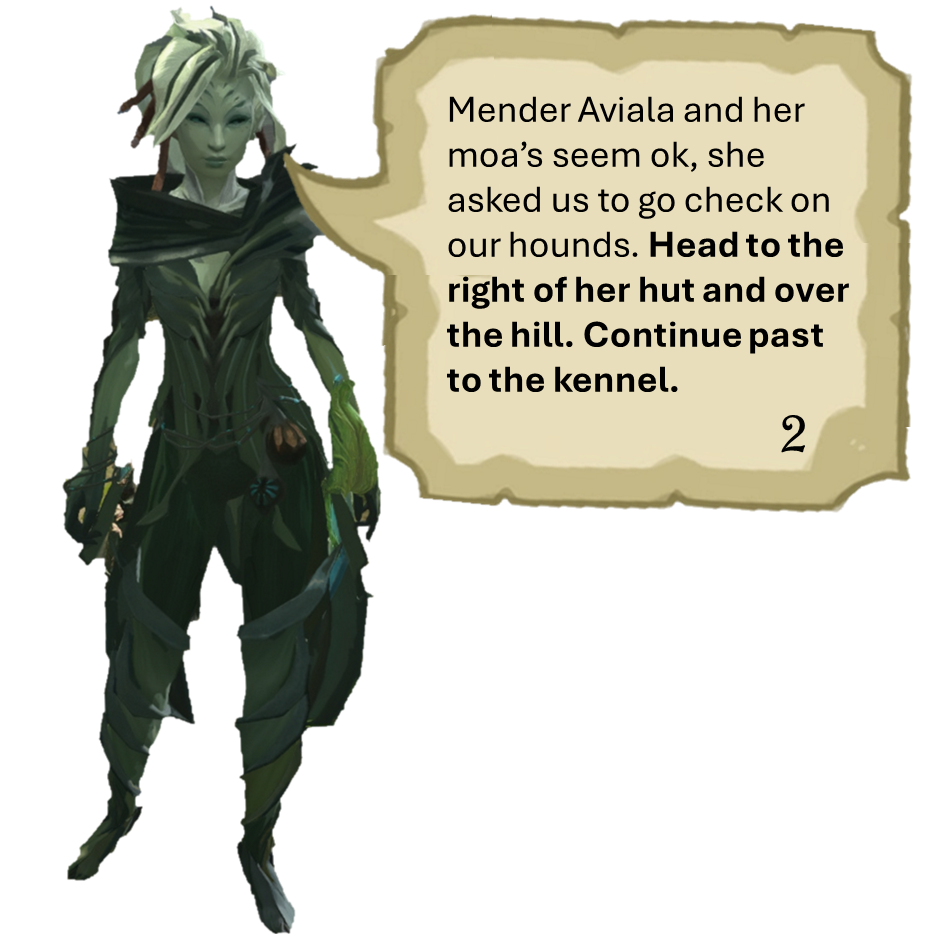 Mender Aviala and her
moa’s seem ok, she
asked us to go check on
our hounds. Head to the
right of her hut and over
the hill. Continue past
to the kennel.
2